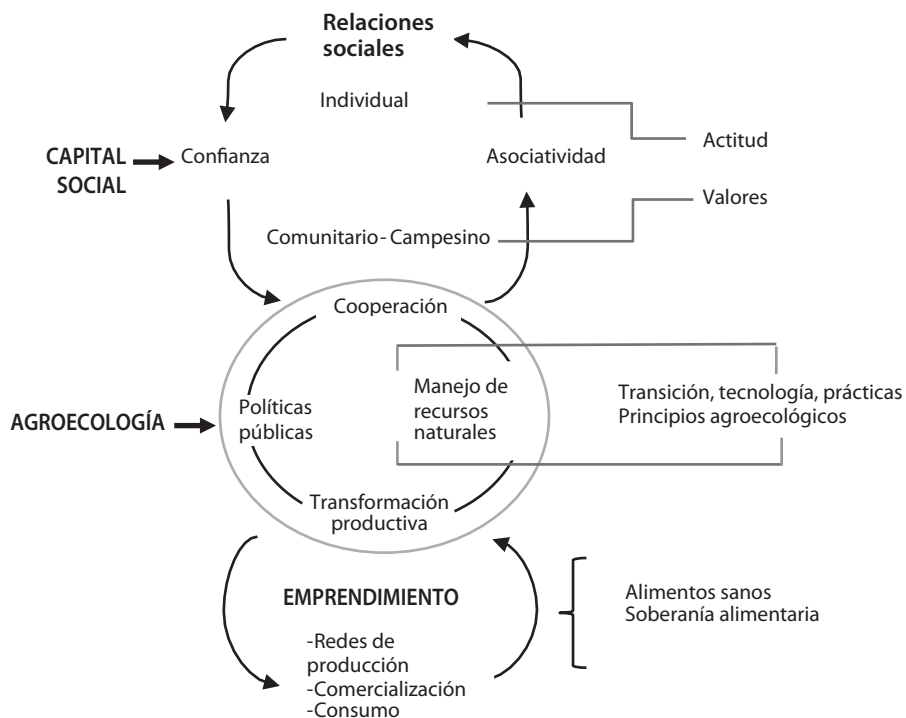 Relaciones
sociales
Individual
Actitud
CAPITAL
SOCIAL
Confianza
Asociatividad
Valores
Comunitario- Campesino
Cooperación
AGROECOLOGÍA
Políticas
públicas
Manejo de
recursos
naturales
Transición, tecnología, prácticas
Principios agroecológicos
Transformación
productiva
EMPRENDIMIENTO
-Redes de
producción
-Comercialización
-Consumo
Alimentos sanos
Soberanía alimentaria